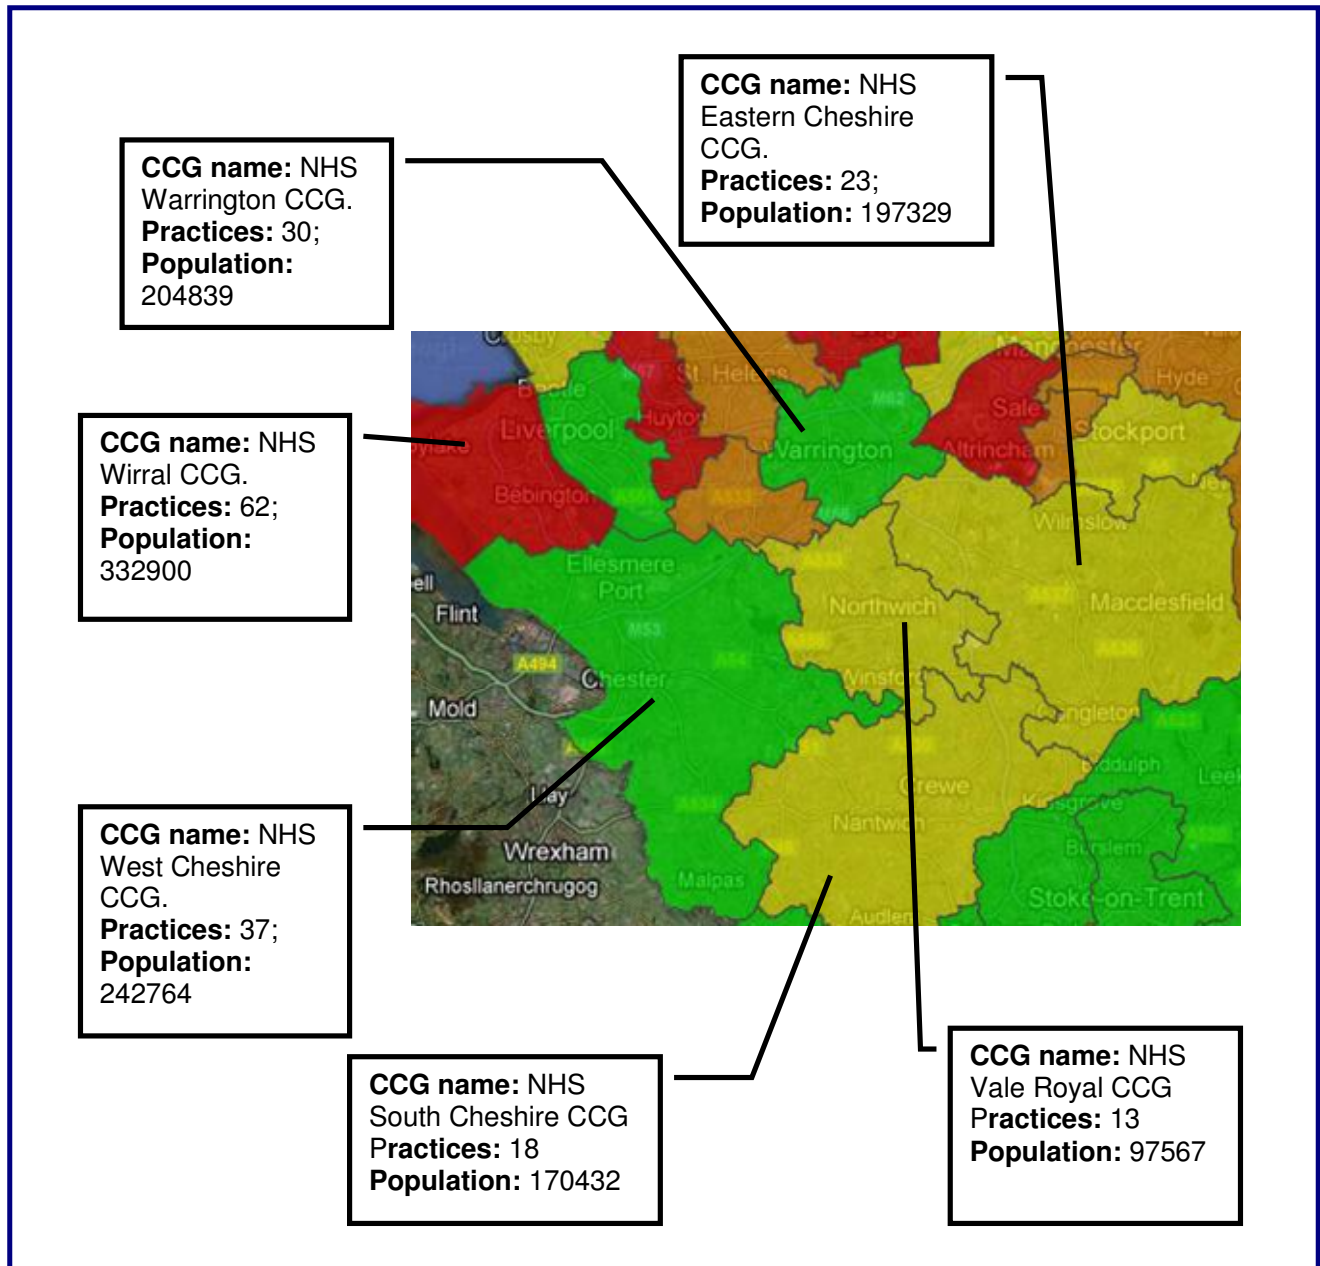 CCG name: NHS
Eastern Cheshire
CCG.
Practices: 23;
Population: 197329
CCG name: NHS
Warrington CCG.
Practices: 30;
Population:
204839
CCG name: NHS
Wirral CCG.
Practices: 62;
Population:
332900
CCG name: NHS
West Cheshire
CCG.
Practices: 37;
Population:
242764
CCG name: NHS
South Cheshire CCG
Practices: 18
Population: 170432
CCG name: NHS
Vale Royal CCG
Practices: 13
Population: 97567
Crosby
Manchester
St. Helens
Hyde
Bootle
M62
Huyton
Sale
Liverpool
Stockport
Warrington
Altrincham
Bebington
Wilmslow
Ellesmere
Port
Flint
Northwich
Macclesfield
M53
A494
Chester
Winsford
Mold
Congleton
Biddulph
Leek
Crewe
Kidsgrove
Nantwich
Wrexham
Burslem
Rhosllanerchrugog
Malpas
Stoke-on-Trent
Audlem